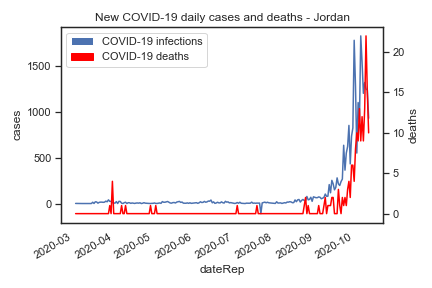 New COVID-19 daily cases and deaths - Jordan
COVID-19 infections
COVID-19 deaths
1500
1000
500
0
cases
20
15
10
5
0
deaths
2020-03
2020-04
2020-05
2020-06
2020-07
2020-08
2020-09
2020-10
dateRep